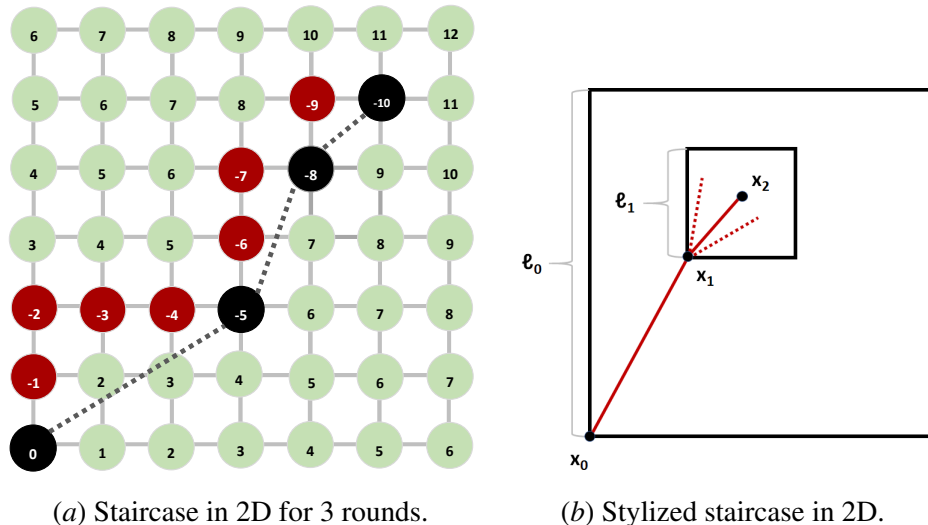 6 7 8 9 10 11 12
5 6 7 8 -9 -10 11
4 5 6 -7 -8 9 10
3 4 5 -6 7 8 9
-2 -3 -4 -5 6 7 8
-1 2 3 4 5 6 7
0 1 2 3 4 5 6
ℓ0
ℓ1
x2
x1
x0
(a) Staircase in 2D for 3 rounds.
(b) Stylized staircase in 2D.